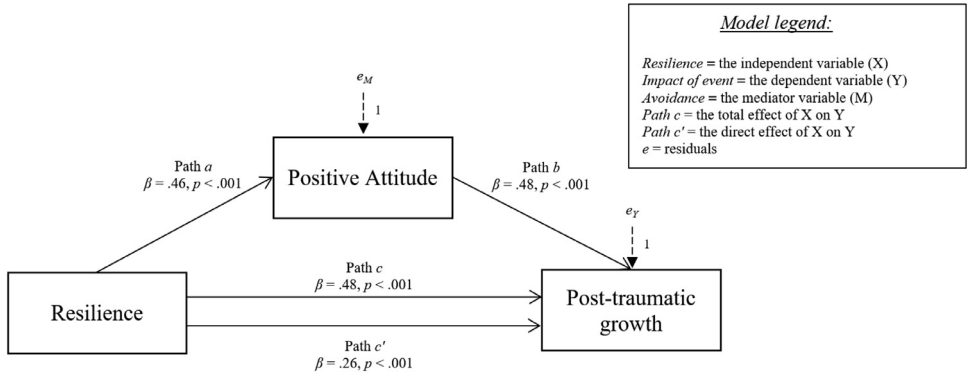 Model legend:
Resilience = the independent variable (X)
Impact of event = the dependent variable (Y)
Avoidance = the mediator variable (M)
Path c = the total effect of X on Y
Path c' = the direct effect of X on Y
e = residuals
eM
1
Positive Attitude
Path a
β = .46, p < .001
Path b
β = .48, p < .001
eY
1
Resilience
Path c
β = .48, p < .001
Path c'
β = .26, p < .001
Post-traumatic
growth